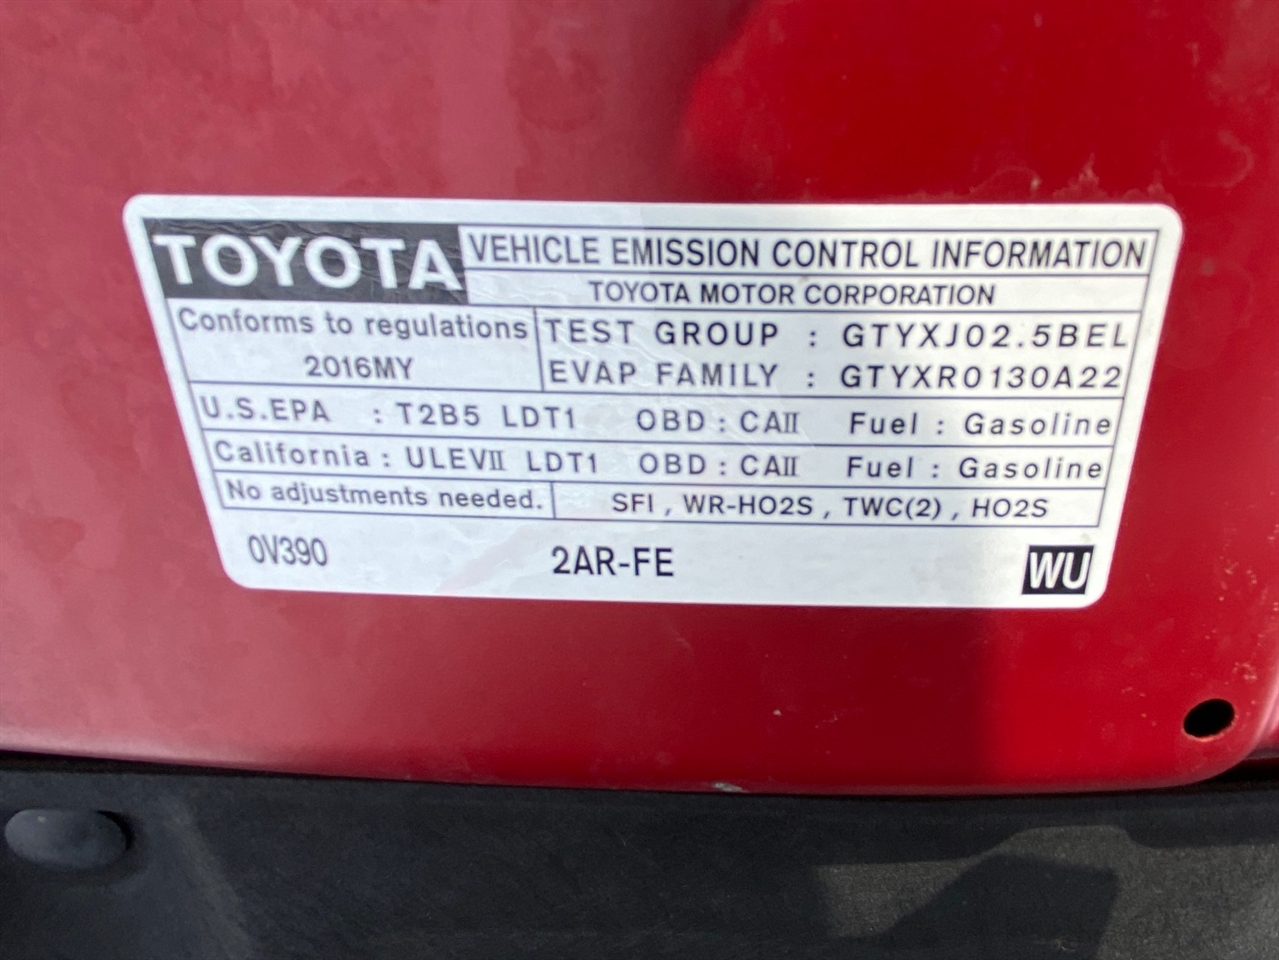 TOYOTA VEHICLE EMISSION CONTROL INFORMATION
TOYOTA MOTOR CORPORATION
Conforms to regulations
2016MY
TEST GROUP : GTYXJ02.5BEL
EVAP FAMILY : GTYXR0130A22
U.S.EPA : T2B5 LDT1 OBD : CAII Fuel : Gasoline
California : ULEVII LDT1 OBD : CAII Fuel : Gasoline
No adjustments needed. SFI , WR-HO2S , TWC(2) , HO2S
0V390 2AR-FE WU